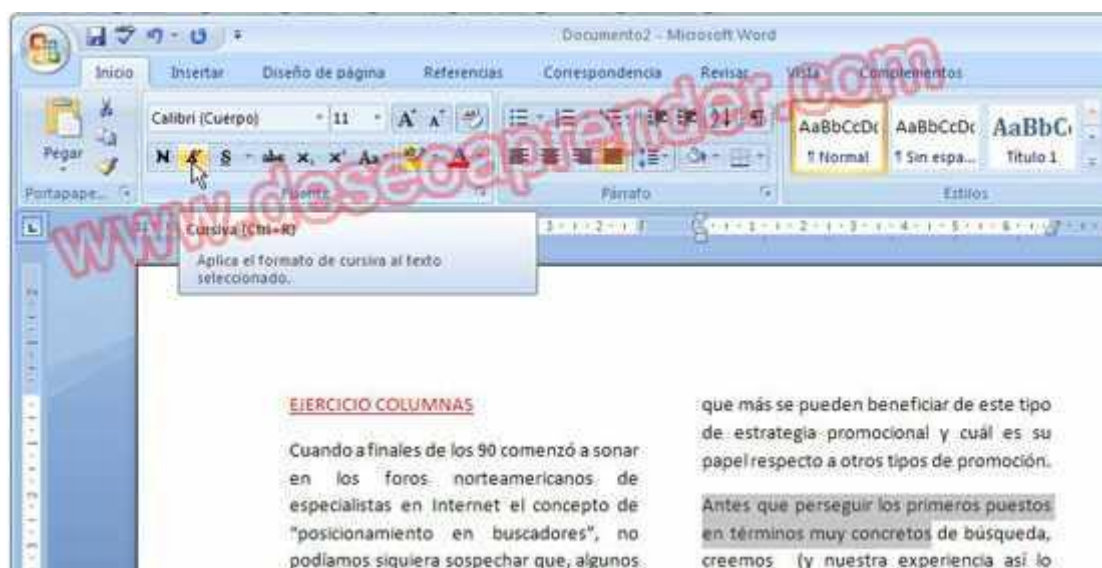 Documento2 - Microsoft Word
Inicio Insertar Diseño de página Referencias Correspondencia Revisar Vista Complementos
Calibri (Cuerpo) 11
Pegar
AaBbCcDc AaBbCcDc AaBbC
¶ Normal ¶ Sin espa... Título 1
Portapape... Fuente Párrafo Estilos
www.deseoaprender.com
Cursiva (Ctrl+K)
Aplica el formato de cursiva al texto
seleccionado.
EJERCICIO COLUMNAS
Cuando a finales de los 90 comenzó a sonar
en los foros norteamericanos de
especialistas en Internet el concepto de
"posicionamiento en buscadores", no
podíamos siquiera sospechar que, algunos
que más se pueden beneficiar de este tipo
de estrategia promocional y cuál es su
papel respecto a otros tipos de promoción.
Antes que perseguir los primeros puestos
en términos muy concretos de búsqueda,
creemos (y nuestra experiencia así lo